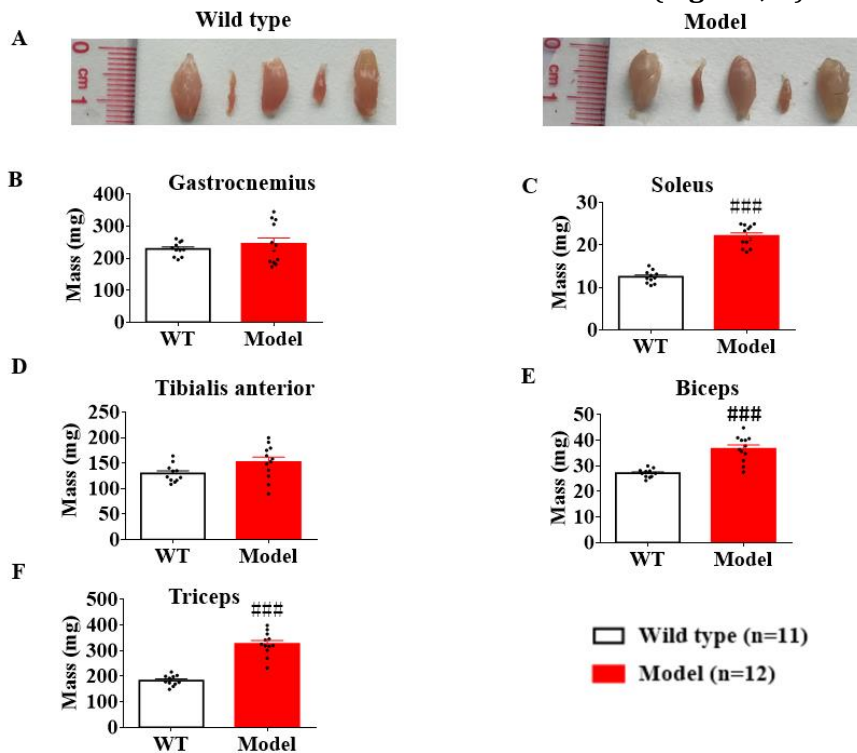 A
Wild type
Model
0 cm 1
0 cm 1
B
Gastrocnemius
Mass (mg)
400
300
200
100
0
WT
Model
C
Soleus
###
Mass (mg)
30
20
10
0
WT
Model
D
Tibialis anterior
Mass (mg)
250
200
150
100
50
0
WT
Model
E
Biceps
###
Mass (mg)
50
40
30
20
10
0
WT
Model
F
Triceps
###
Mass (mg)
500
400
300
200
100
0
WT
Model
Wild type (n=11)
Model (n=12)